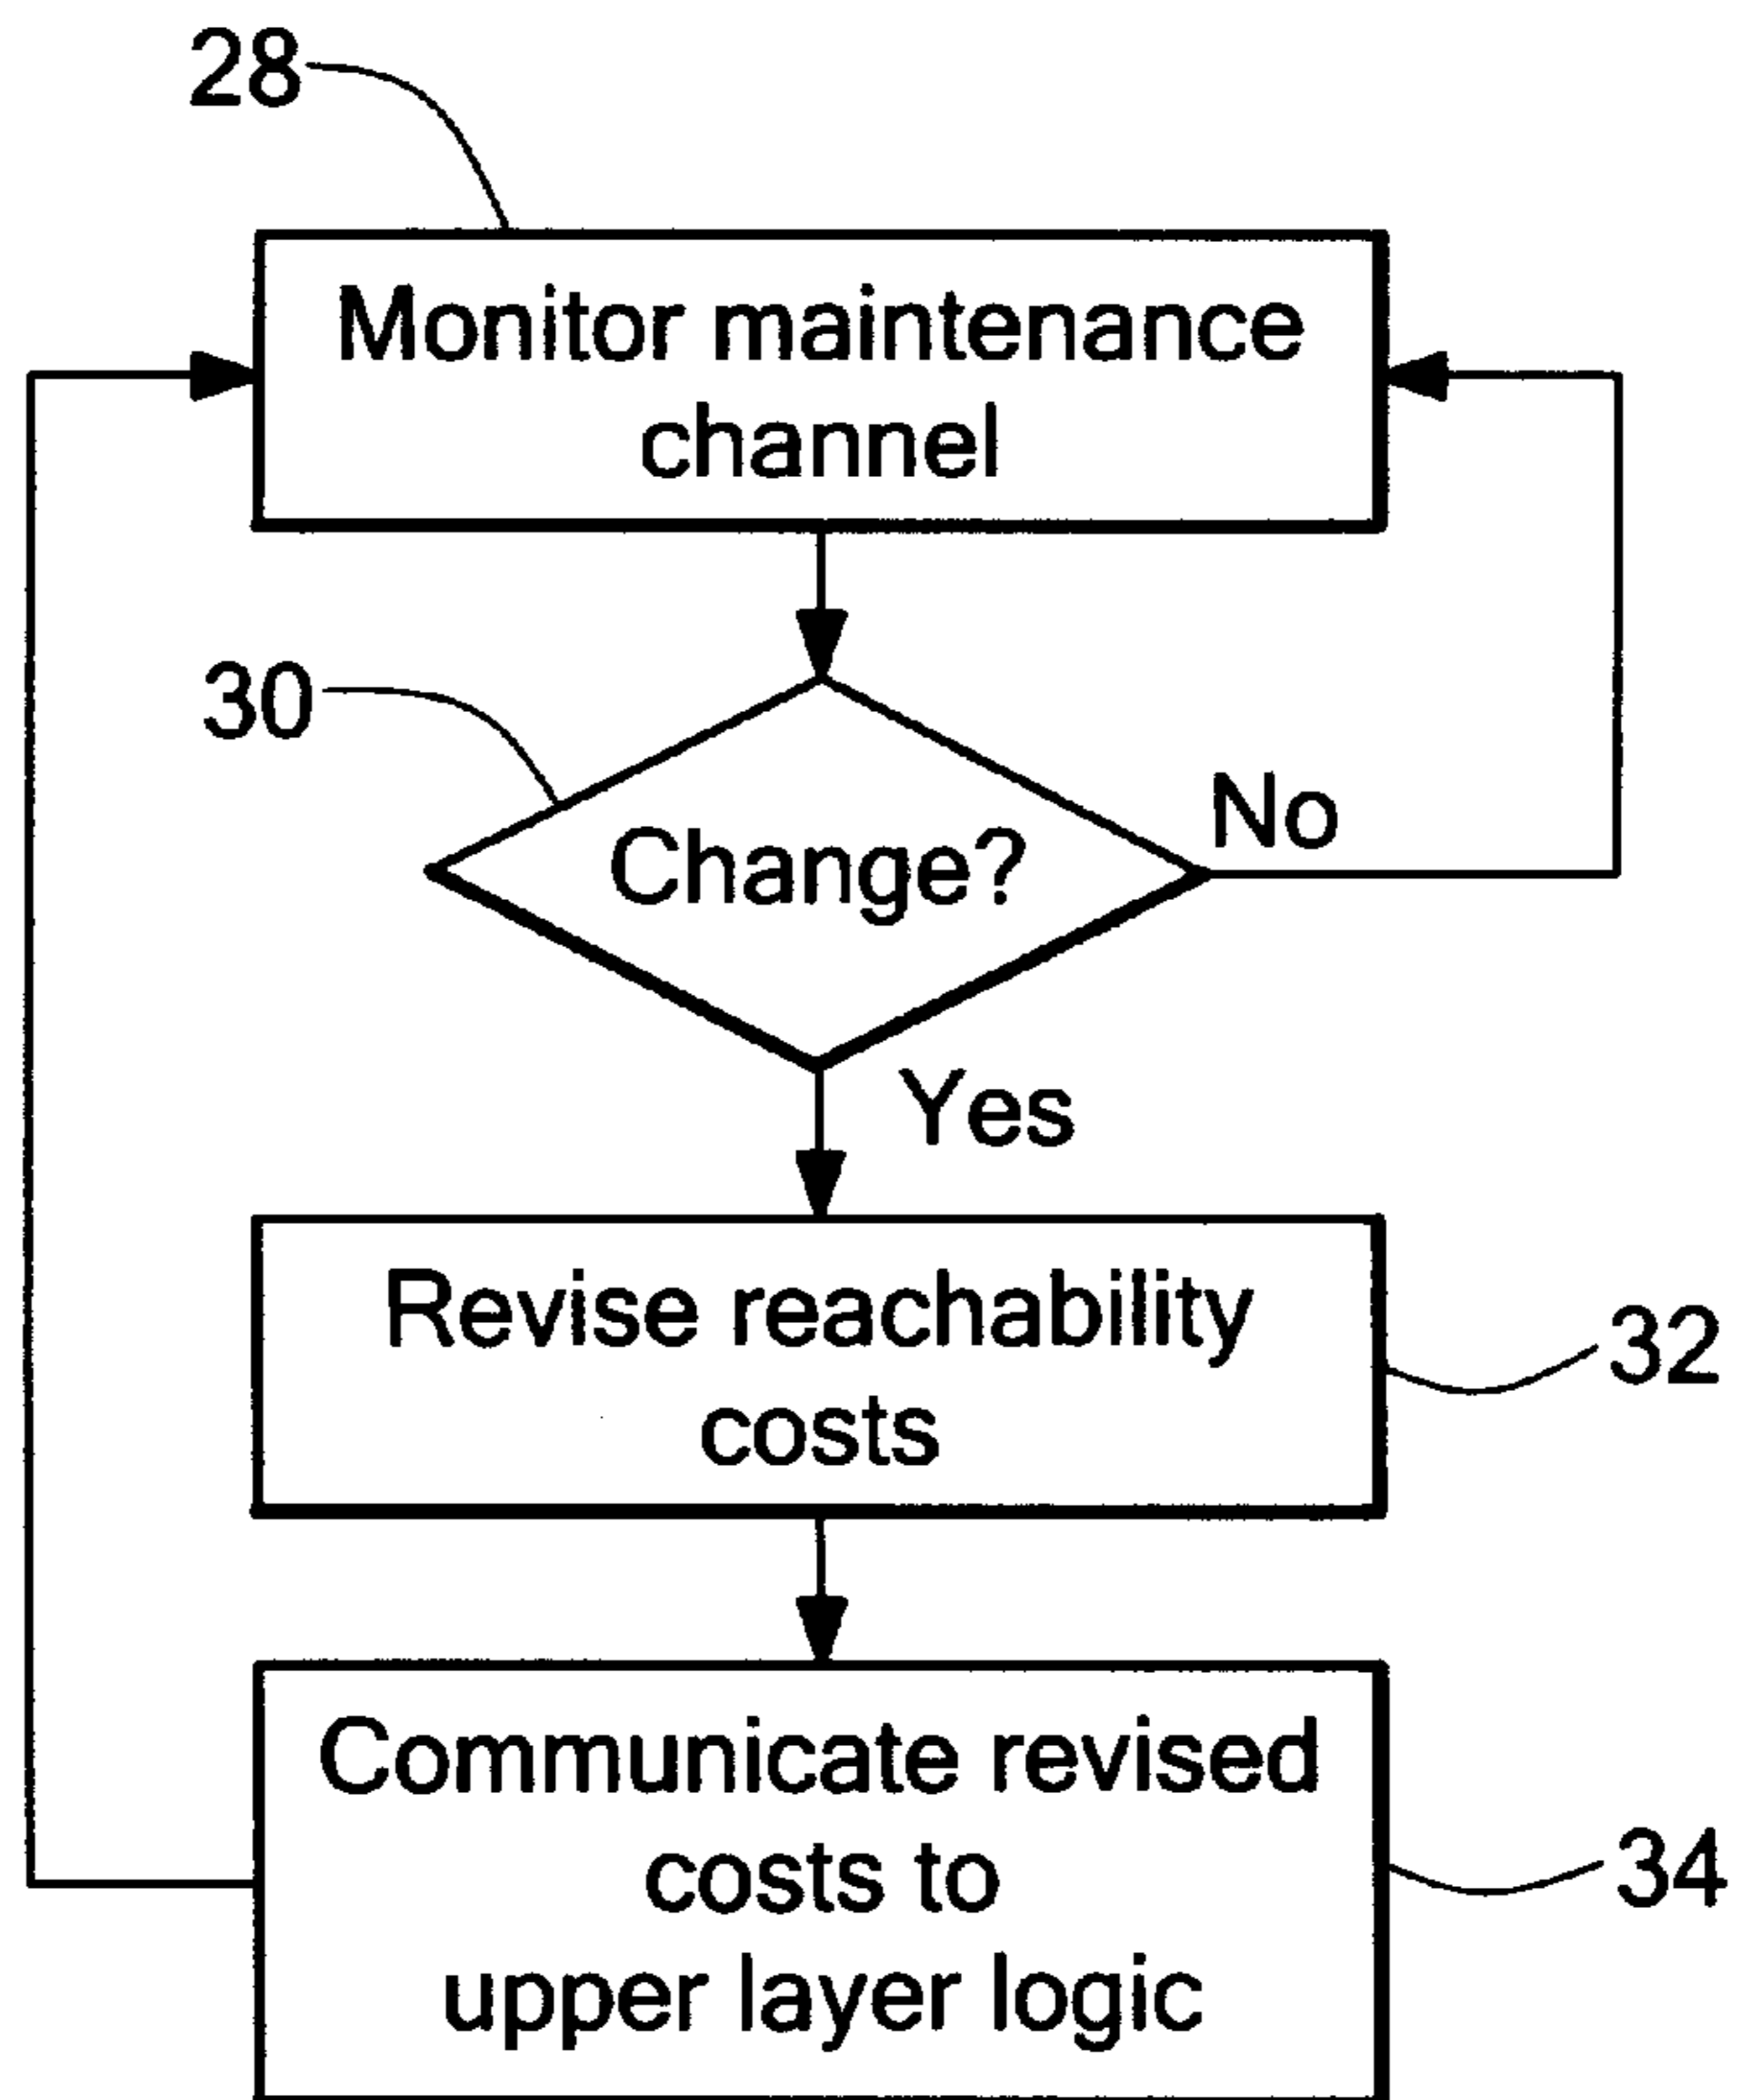 28
Monitor maintenance
channel
30
Change?
No
Yes
Revise reachability
costs
32
Communicate revised
costs to
upper layer logic
34